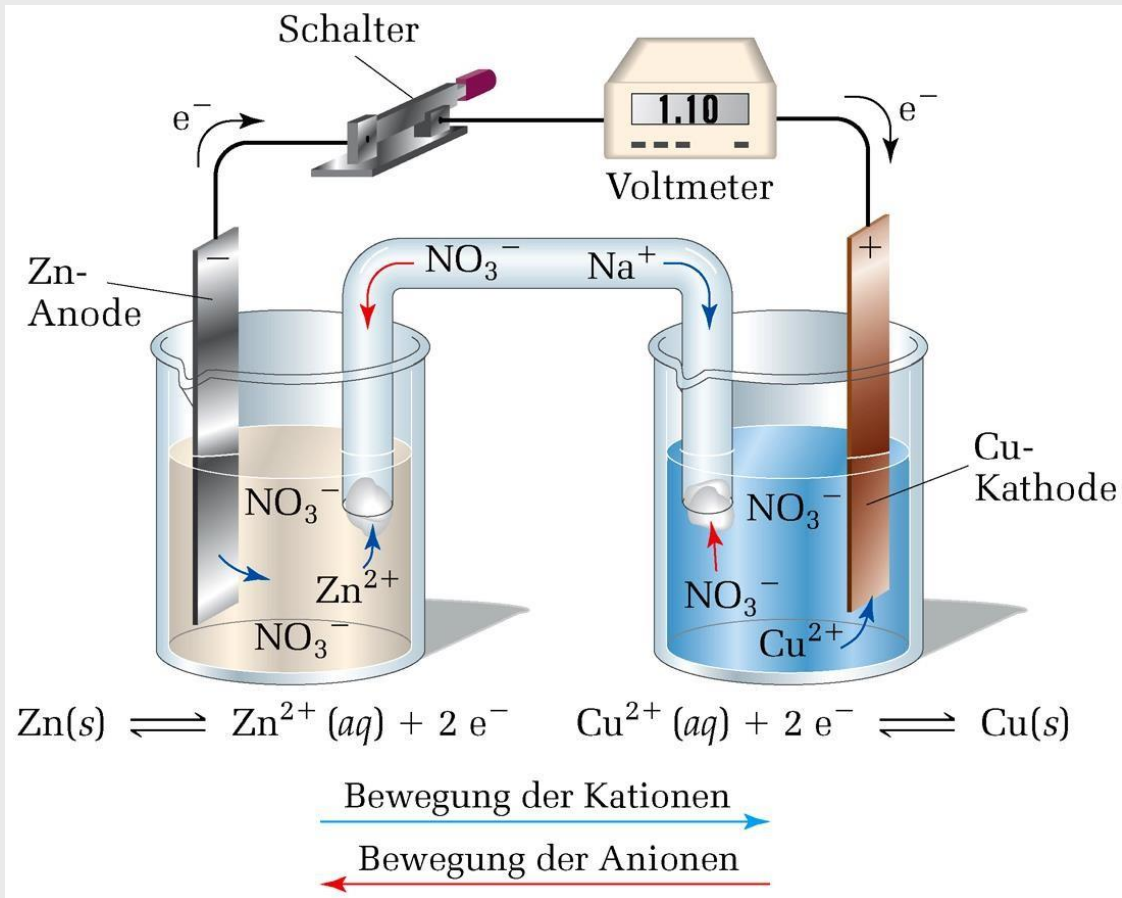 Schalter
e⁻
1.10
e⁻
Voltmeter
Zn-
Anode
−
NO₃⁻
Na⁺
+
Cu-
Kathode
NO₃⁻
Zn²⁺
NO₃⁻
NO₃⁻
NO₃⁻
Cu²⁺
Zn(s) ⇌ Zn²⁺ (aq) + 2 e⁻
Cu²⁺ (aq) + 2 e⁻ ⇌ Cu(s)
Bewegung der Kationen
Bewegung der Anionen